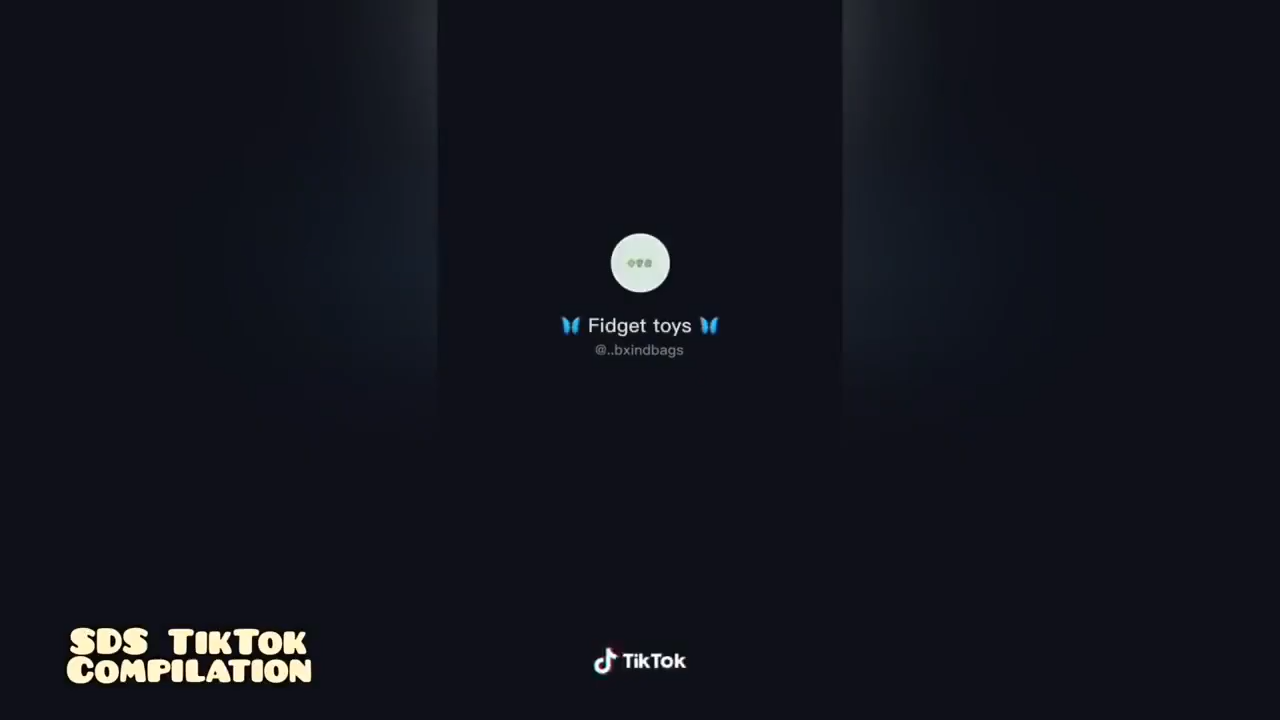 🦋 Fidget toys 🦋
@..bxindbags
SDS TikTok
Compilation
TikTok